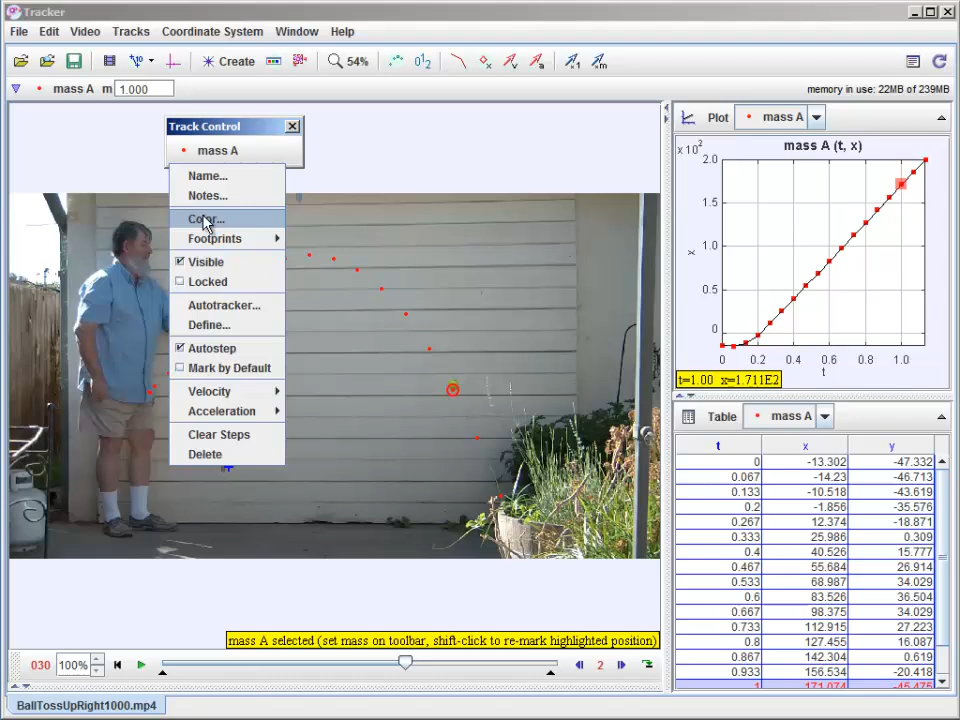 Tracker
File Edit Video Tracks Coordinate System Window Help
Create 54%
mass A m 1.000 memory in use: 22MB of 239MB
Track Control
mass A
Name...
Notes...
Color...
Footprints
Visible
Locked
Autotracker...
Define...
Autostep
Mark by Default
Velocity
Acceleration
Clear Steps
Delete
mass A selected (set mass on toolbar, shift-click to re-mark highlighted position)
030 100% 2
BallTossUpRight1000.mp4
Plot mass A
mass A (t, x)
x10²
2.0
1.5
1.0
0.5
0
x
0 0.2 0.4 0.6 0.8 1.0
t
t=1.00 x=1.711E2
Table mass A
t x y
0 -13.302 -47.332
0.067 -14.23 -46.713
0.133 -10.518 -43.619
0.2 -1.856 -35.576
0.267 12.374 -18.871
0.333 25.986 0.309
0.4 40.526 15.777
0.467 55.684 26.914
0.533 68.987 34.029
0.6 83.526 36.504
0.667 98.375 34.029
0.733 112.915 27.223
0.8 127.455 16.087
0.867 142.304 0.619
0.933 156.534 -20.418
1 171.074 -45.475